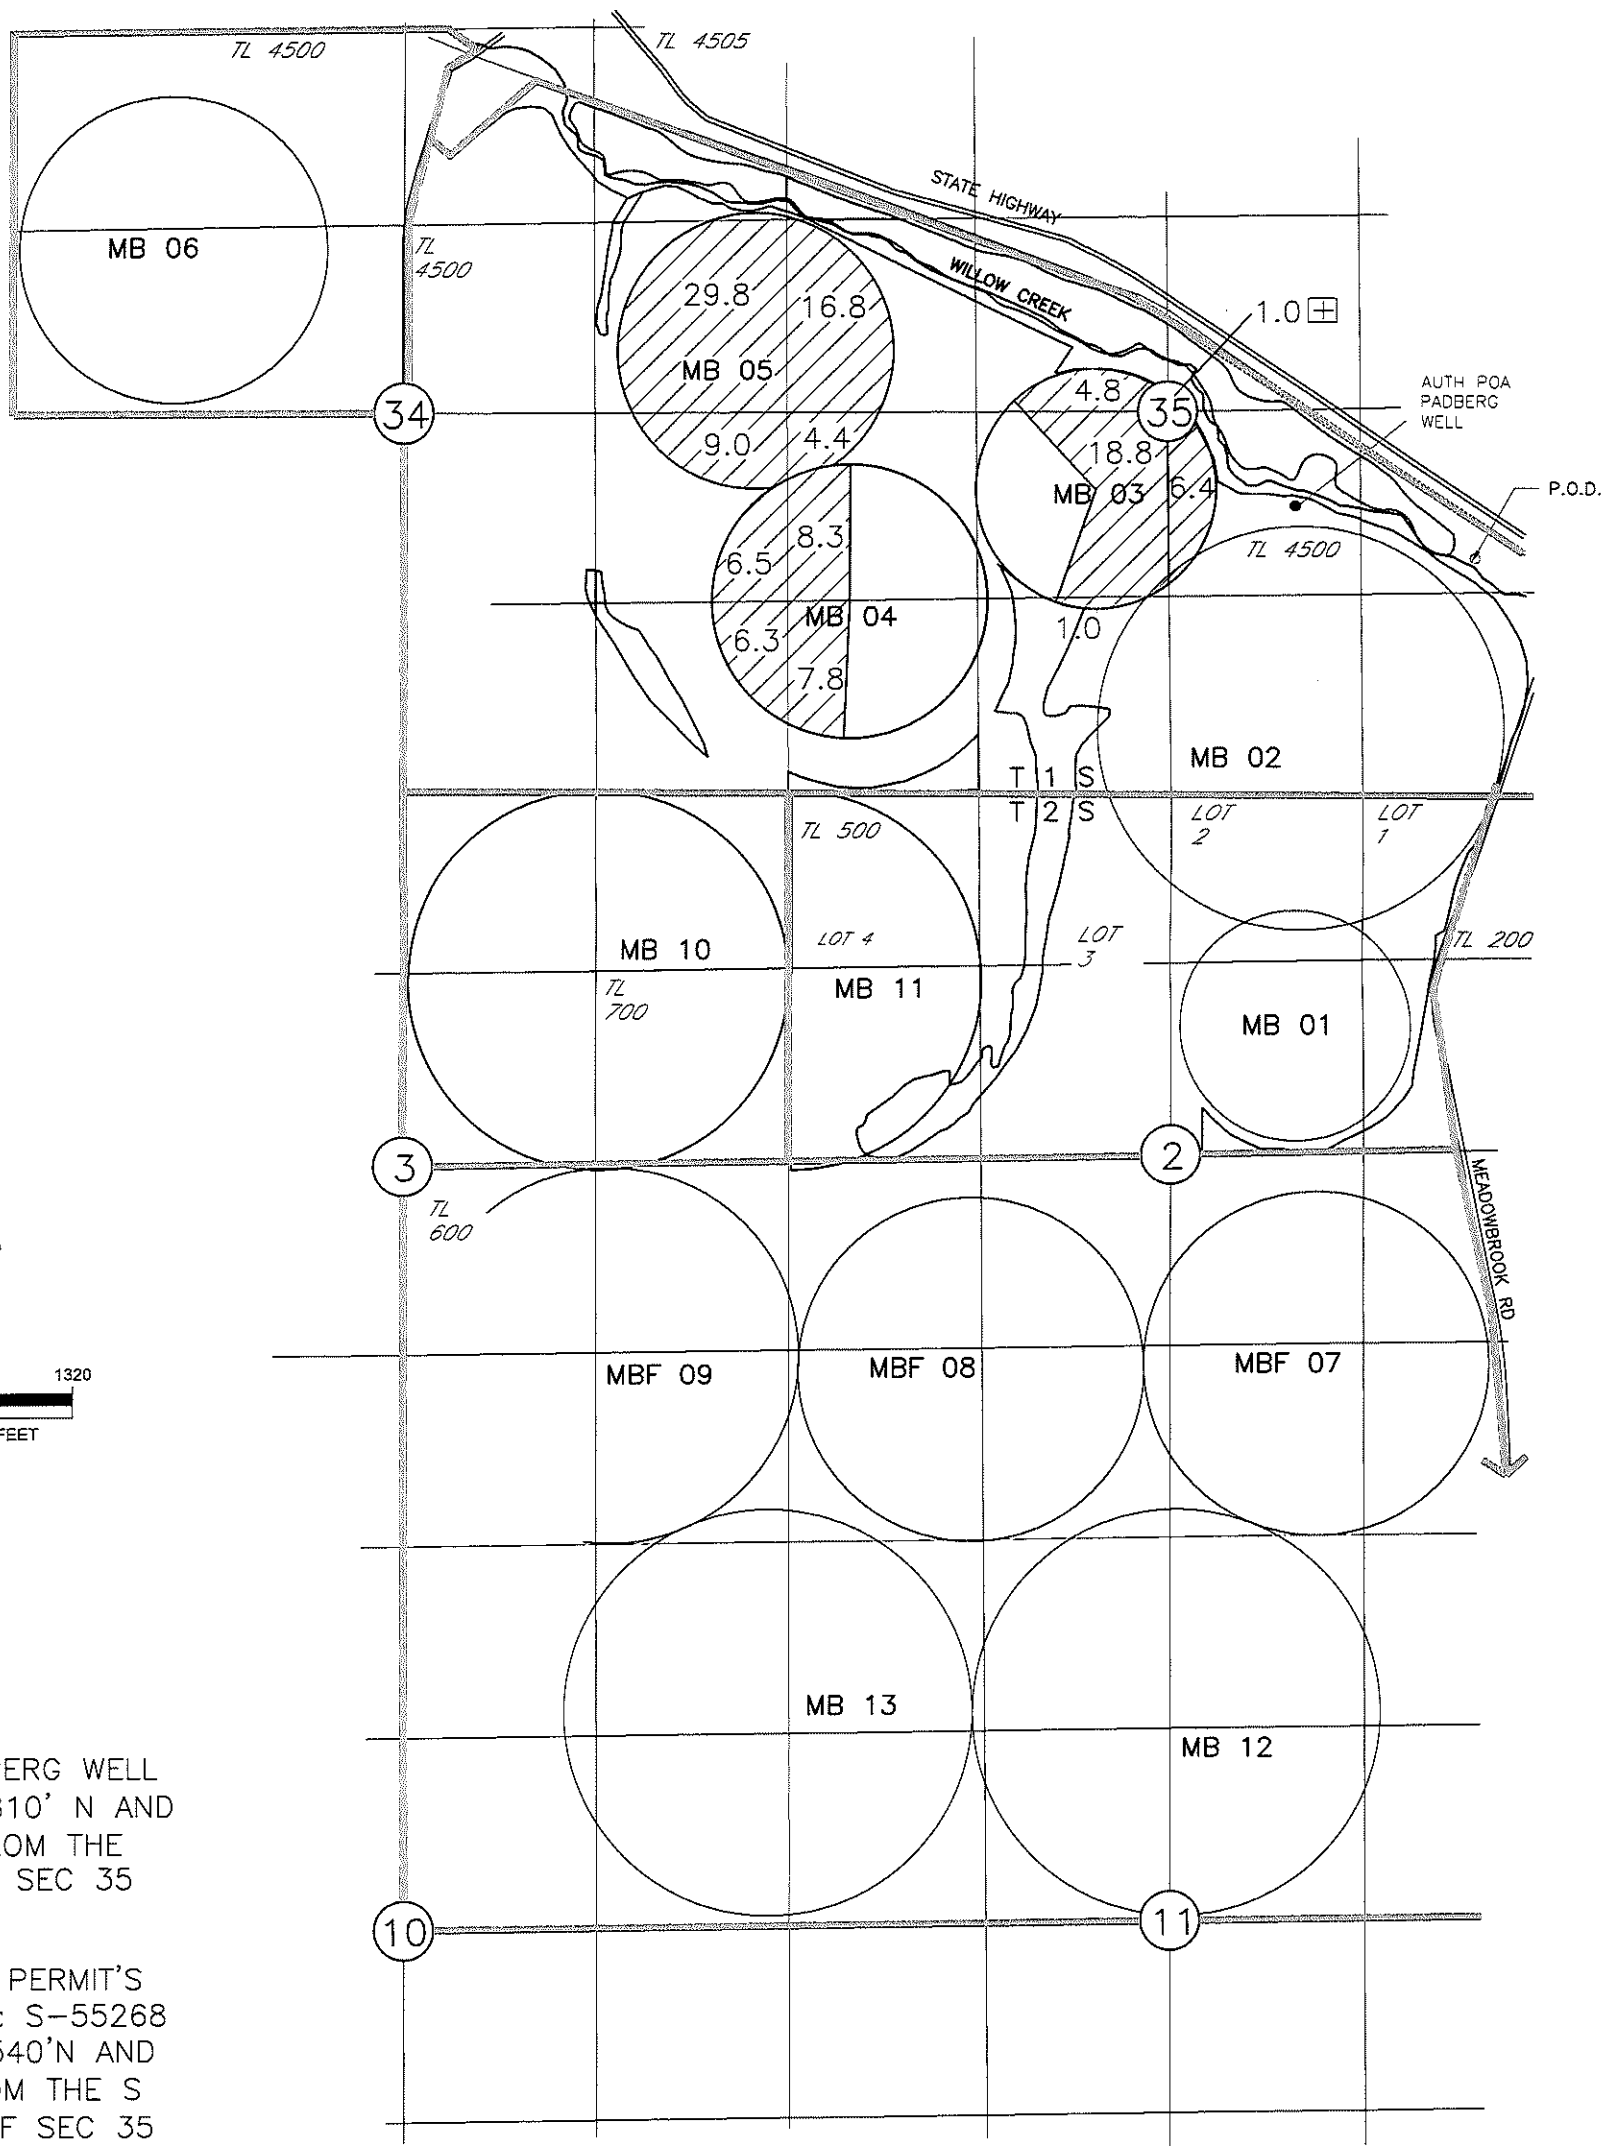 TL 4500
TL 4505
STATE HIGHWAY
MB 06
TL
4500
WILLOW CREEK
29.8
16.8
1.0
MB 05
AUTH POA
PADBERG
WELL
4.8
34
35
9.0
4.4
18.8
MB 03
6.4
P.O.D.
8.3
TL 4500
6.5
MB 04
1.0
6.3
7.8
MB 02
T 1 S
T 2 S
TL 500
LOT
2
LOT
1
MB 10
LOT 4
LOT
3
TL 200
TL
700
MB 11
MB 01
3
2
TL
600
MEADOWBROOK RD
MBF 09
MBF 08
MBF 07
1320
FEET
MB 13
MB 12
ERG WELL
310' N AND
OM THE
SEC 35
10
11
PERMIT'S
S-55268
540'N AND
OM THE S
F SEC 35